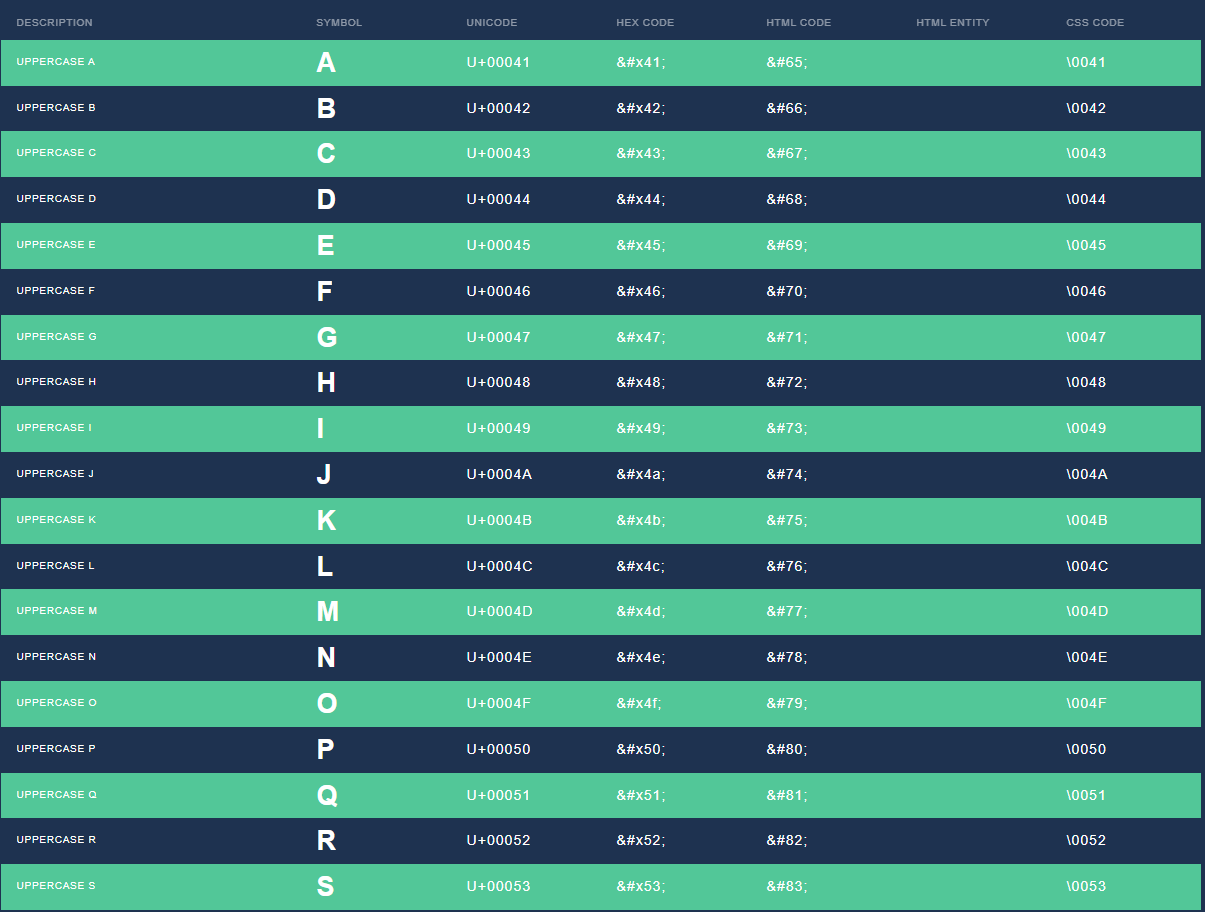 DESCRIPTION SYMBOL UNICODE HEX CODE HTML CODE HTML ENTITY CSS CODE
UPPERCASE A A U+00041 &#x41; &#65; \0041
UPPERCASE B B U+00042 &#x42; &#66; \0042
UPPERCASE C C U+00043 &#x43; &#67; \0043
UPPERCASE D D U+00044 &#x44; &#68; \0044
UPPERCASE E E U+00045 &#x45; &#69; \0045
UPPERCASE F F U+00046 &#x46; &#70; \0046
UPPERCASE G G U+00047 &#x47; &#71; \0047
UPPERCASE H H U+00048 &#x48; &#72; \0048
UPPERCASE I I U+00049 &#x49; &#73; \0049
UPPERCASE J J U+0004A &#x4a; &#74; \004A
UPPERCASE K K U+0004B &#x4b; &#75; \004B
UPPERCASE L L U+0004C &#x4c; &#76; \004C
UPPERCASE M M U+0004D &#x4d; &#77; \004D
UPPERCASE N N U+0004E &#x4e; &#78; \004E
UPPERCASE O O U+0004F &#x4f; &#79; \004F
UPPERCASE P P U+00050 &#x50; &#80; \0050
UPPERCASE Q Q U+00051 &#x51; &#81; \0051
UPPERCASE R R U+00052 &#x52; &#82; \0052
UPPERCASE S S U+00053 &#x53; &#83; \0053